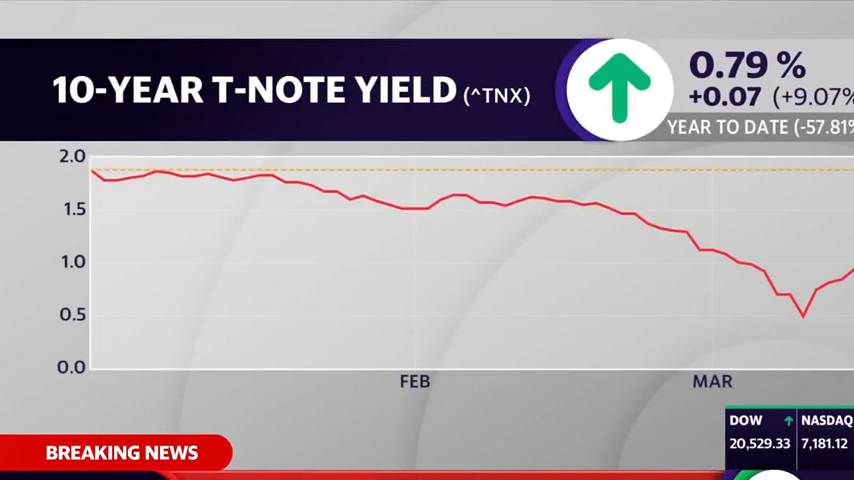 10-YEAR T-NOTE YIELD (^TNX)
0.79 %
+0.07 (+9.07%
YEAR TO DATE (-57.81%
2.0
1.5
1.0
0.5
0.0
FEB MAR
DOW NASDAQ
20,529.33 7,181.12
BREAKING NEWS